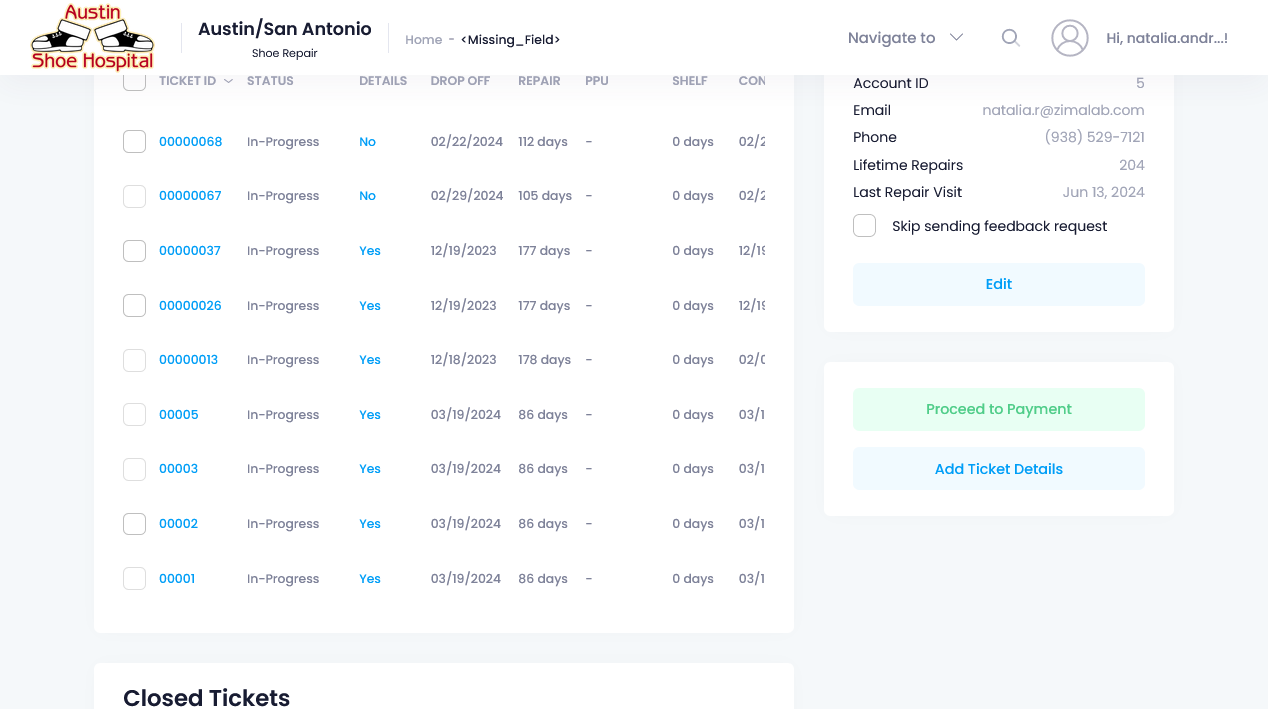 Austin
Shoe Hospital
Austin/San Antonio
Shoe Repair
Home - <Missing_Field>
Navigate to
Hi, natalia.andr...!
TICKET ID STATUS DETAILS DROP OFF REPAIR PPU SHELF CON
00000068 In-Progress No 02/22/2024 112 days - 0 days 02/2
00000067 In-Progress No 02/29/2024 105 days - 0 days 02/2
00000037 In-Progress Yes 12/19/2023 177 days - 0 days 12/19
00000026 In-Progress Yes 12/19/2023 177 days - 0 days 12/19
00000013 In-Progress Yes 12/18/2023 178 days - 0 days 02/0
00005 In-Progress Yes 03/19/2024 86 days - 0 days 03/1
00003 In-Progress Yes 03/19/2024 86 days - 0 days 03/1
00002 In-Progress Yes 03/19/2024 86 days - 0 days 03/1
00001 In-Progress Yes 03/19/2024 86 days - 0 days 03/1
Closed Tickets
Account ID 5
Email natalia.r@zimalab.com
Phone (938) 529-7121
Lifetime Repairs 204
Last Repair Visit Jun 13, 2024
Skip sending feedback request
Edit
Proceed to Payment
Add Ticket Details